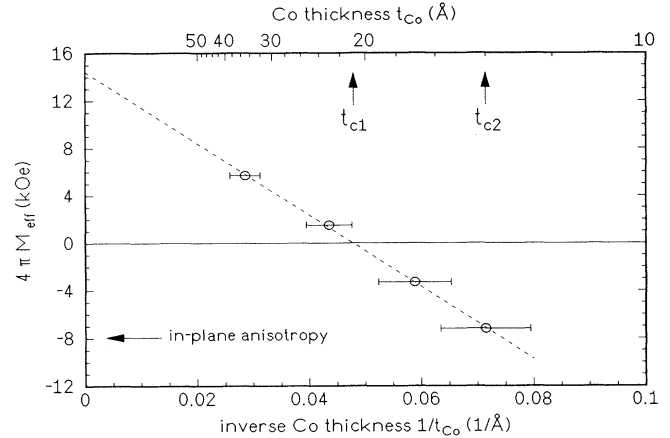 Co thickness t_Co (Å)
50 40 30 20 10
16
12
8
4
0
-4
-8
-12
4 π M_eff (kOe)
t_c1
t_c2
in-plane anisotropy
0 0.02 0.04 0.06 0.08 0.1
inverse Co thickness 1/t_Co (1/Å)